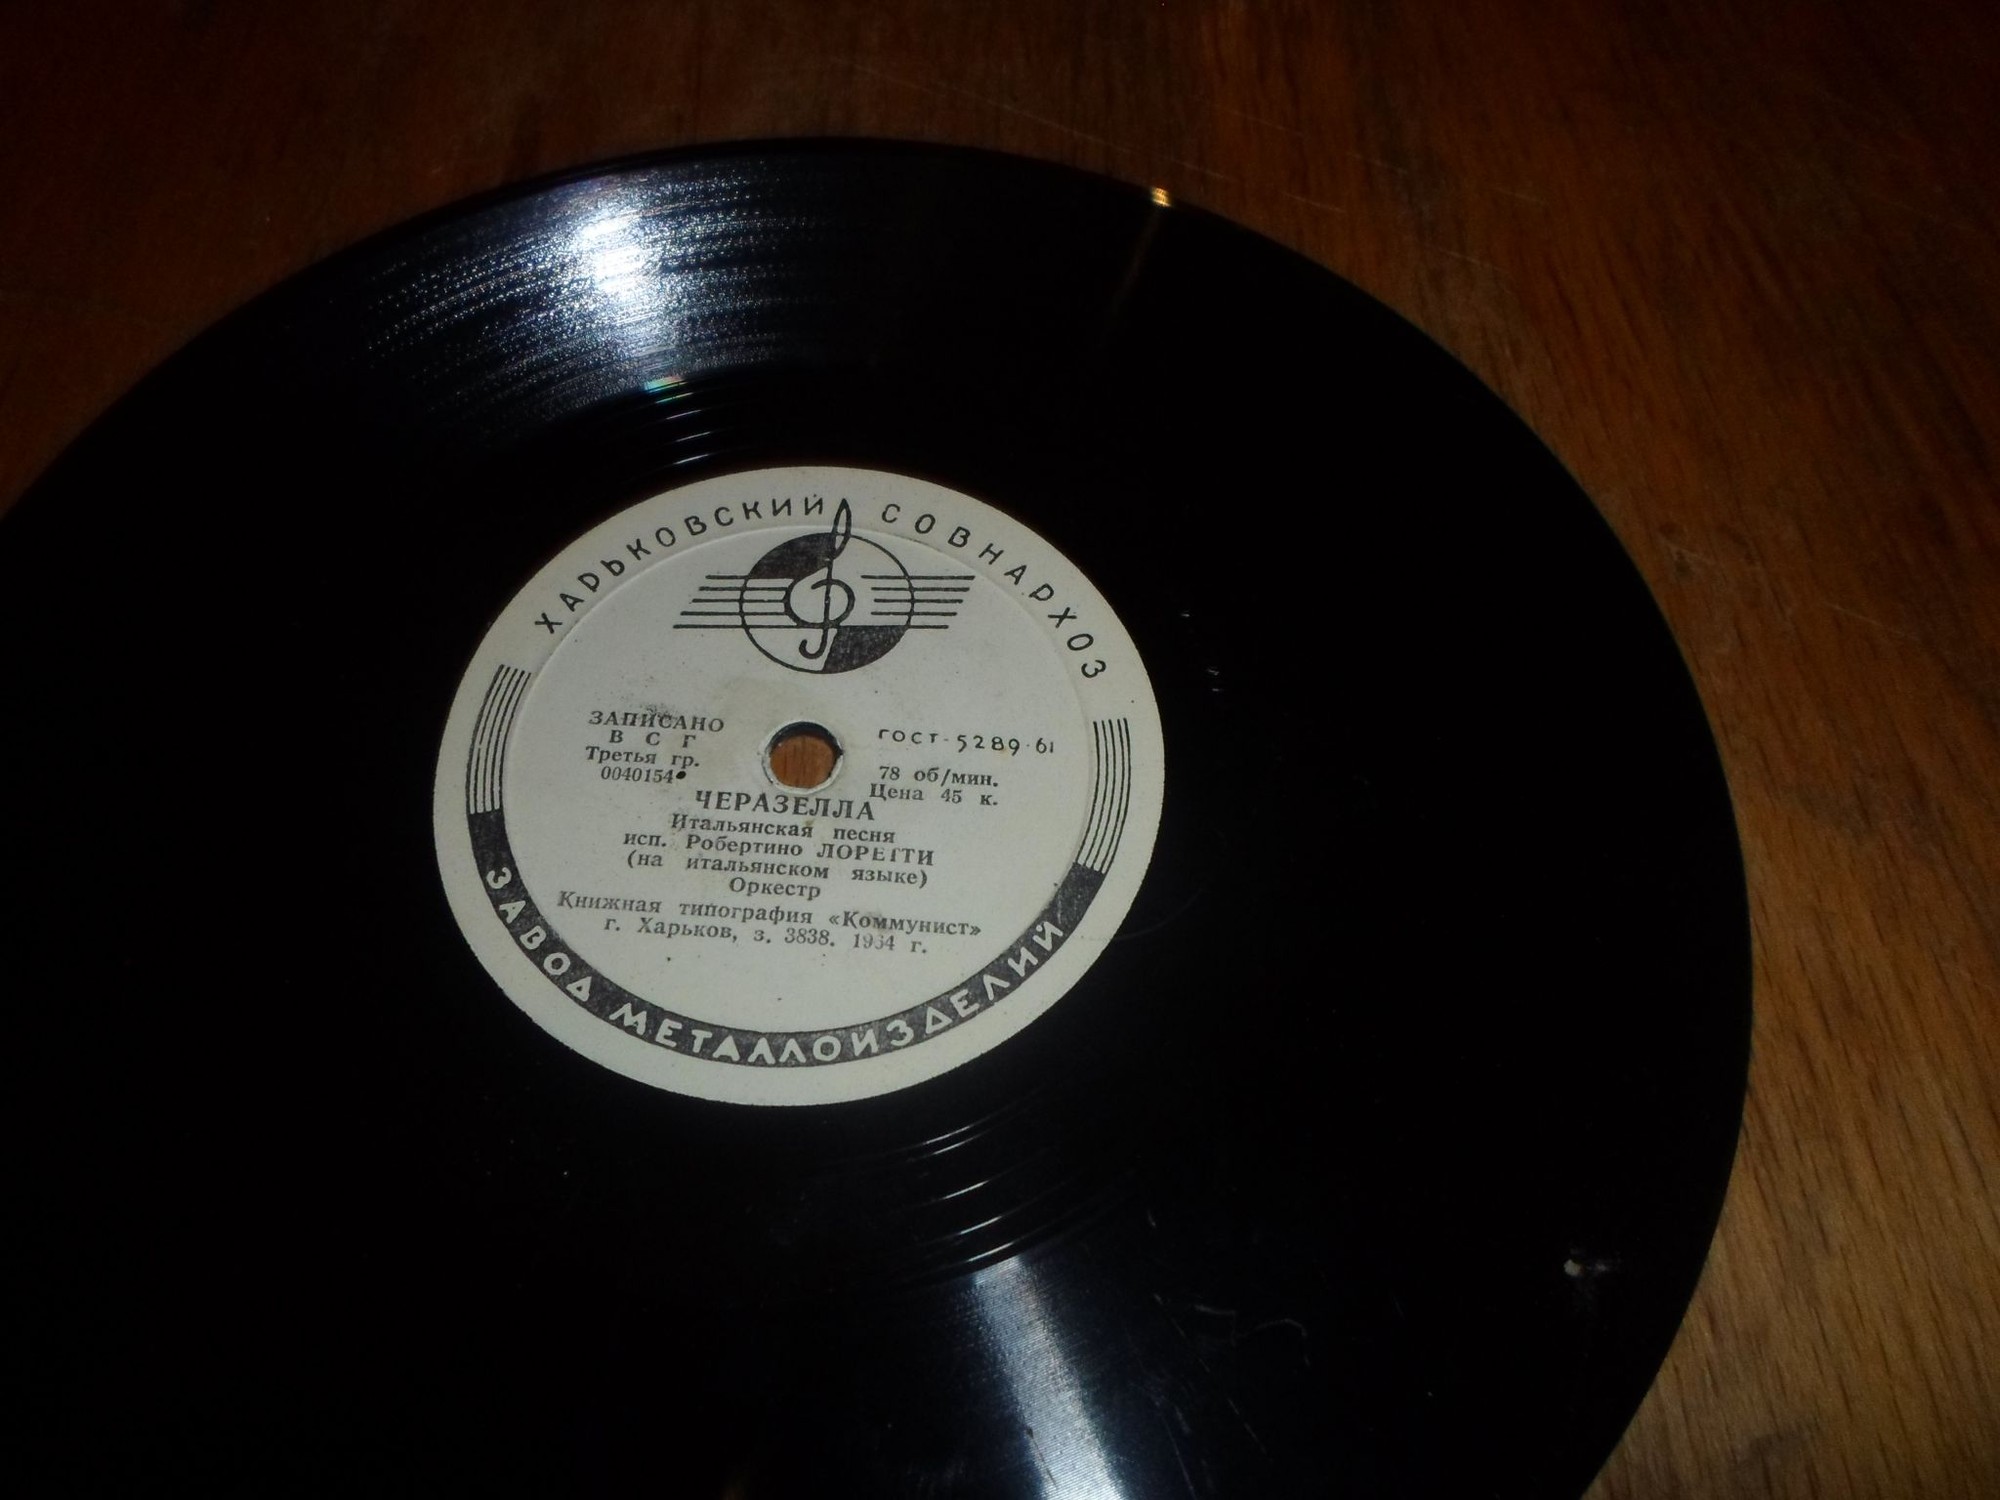 ХАРЬКОВСКИЙ СОВНАРХОЗ
ЗАПИСАНО
В С Г
Третья гр.
0040154
ГОСТ-5289-61
78 об/мин.
Цена 45 к.
ЧЕРАЗЕЛЛА
Итальянская песня
исп. Робертино ЛОРЕТТИ
(на итальянском языке)
Оркестр
Книжная типография «Коммунист»
г. Харьков, з. 3838. 1964 г.
ЗАВОД МЕТАЛЛОИЗДЕЛИЙ